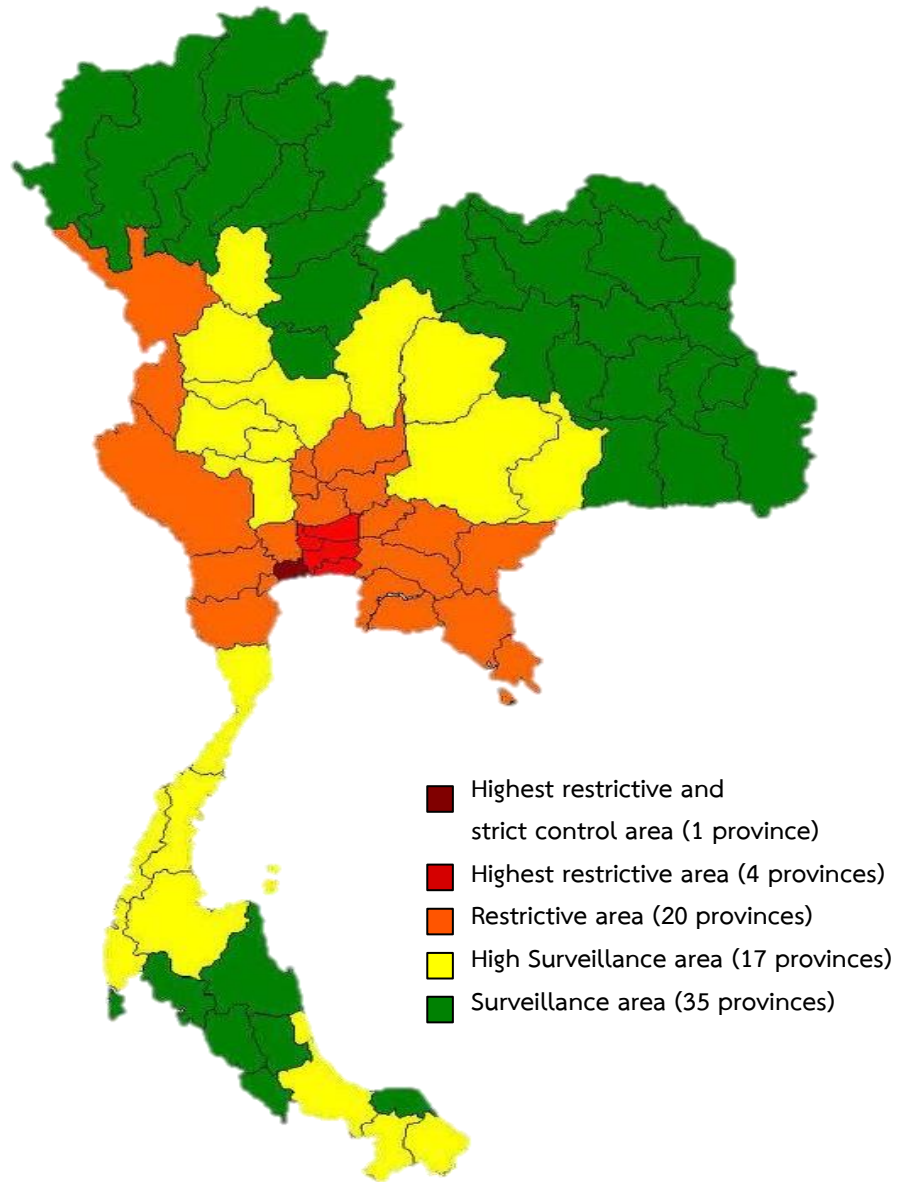 Highest restrictive and
strict control area (1 province)
Highest restrictive area (4 provinces)
Restrictive area (20 provinces)
High Surveillance area (17 provinces)
Surveillance area (35 provinces)